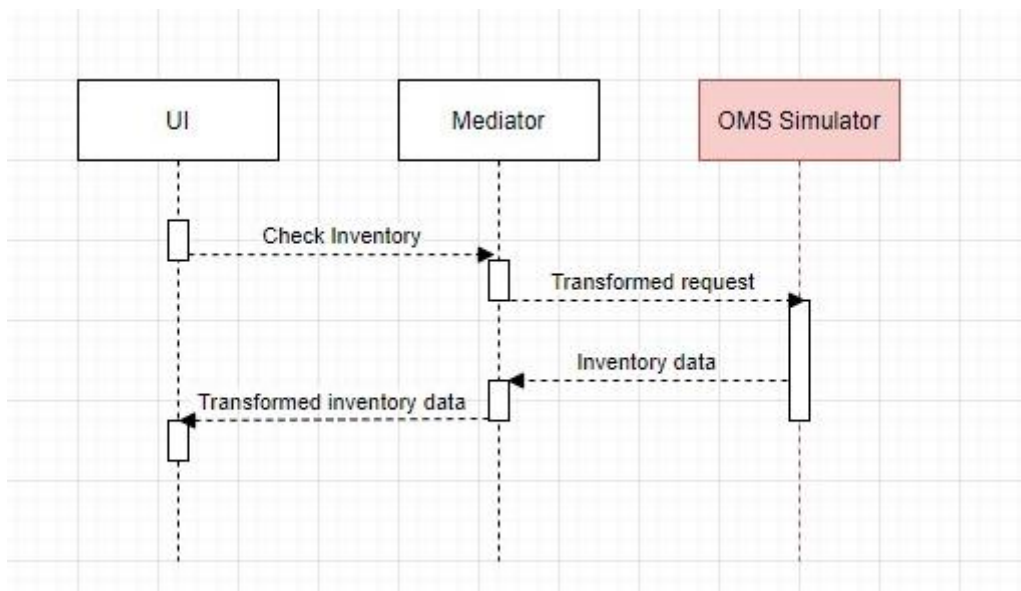 UI
Mediator
OMS Simulator
Check Inventory
Transformed request
Inventory data
Transformed inventory data